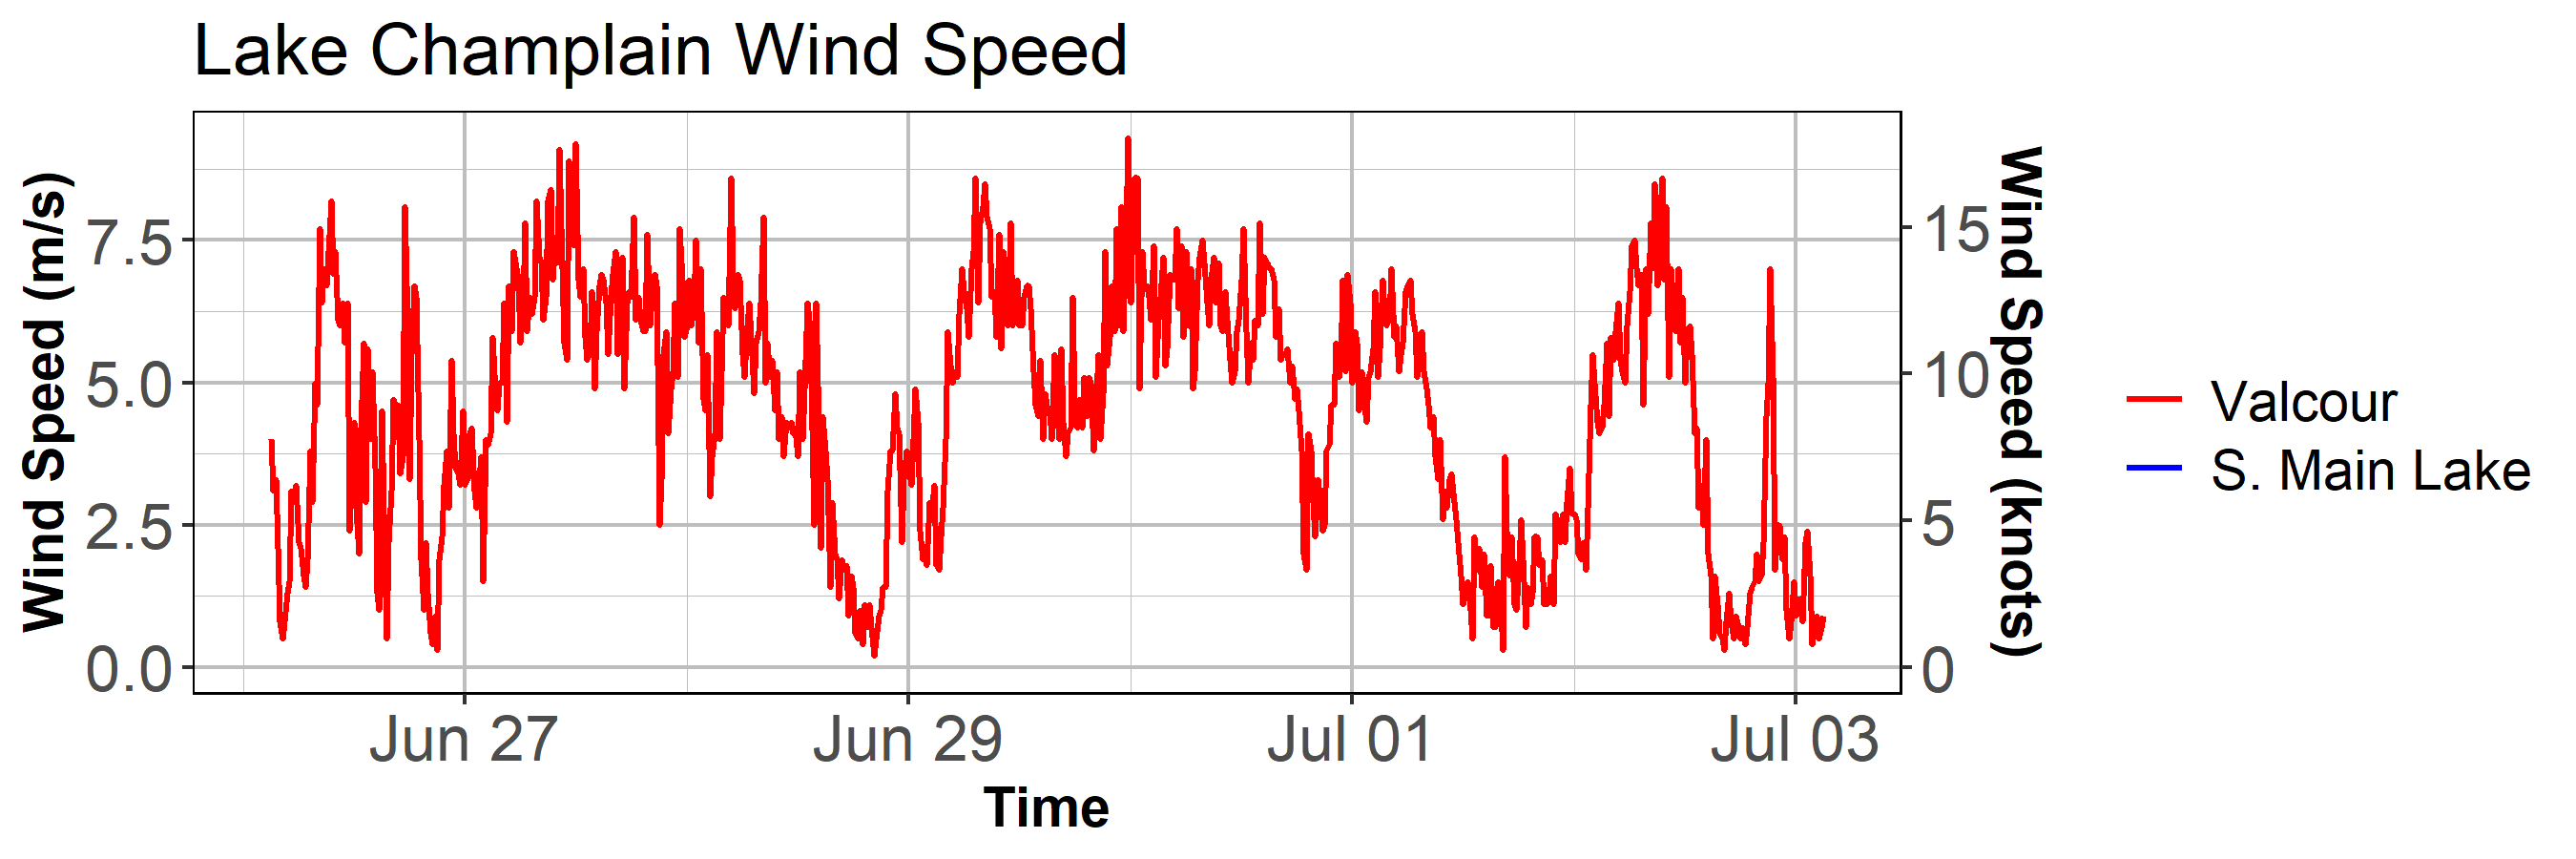 Lake Champlain Wind Speed
Wind Speed (m/s)
7.5
5.0
2.5
0.0
15
10
5
0
Wind Speed (knots)
Jun 27
Jun 29
Jul 01
Jul 03
Time
Valcour
S. Main Lake